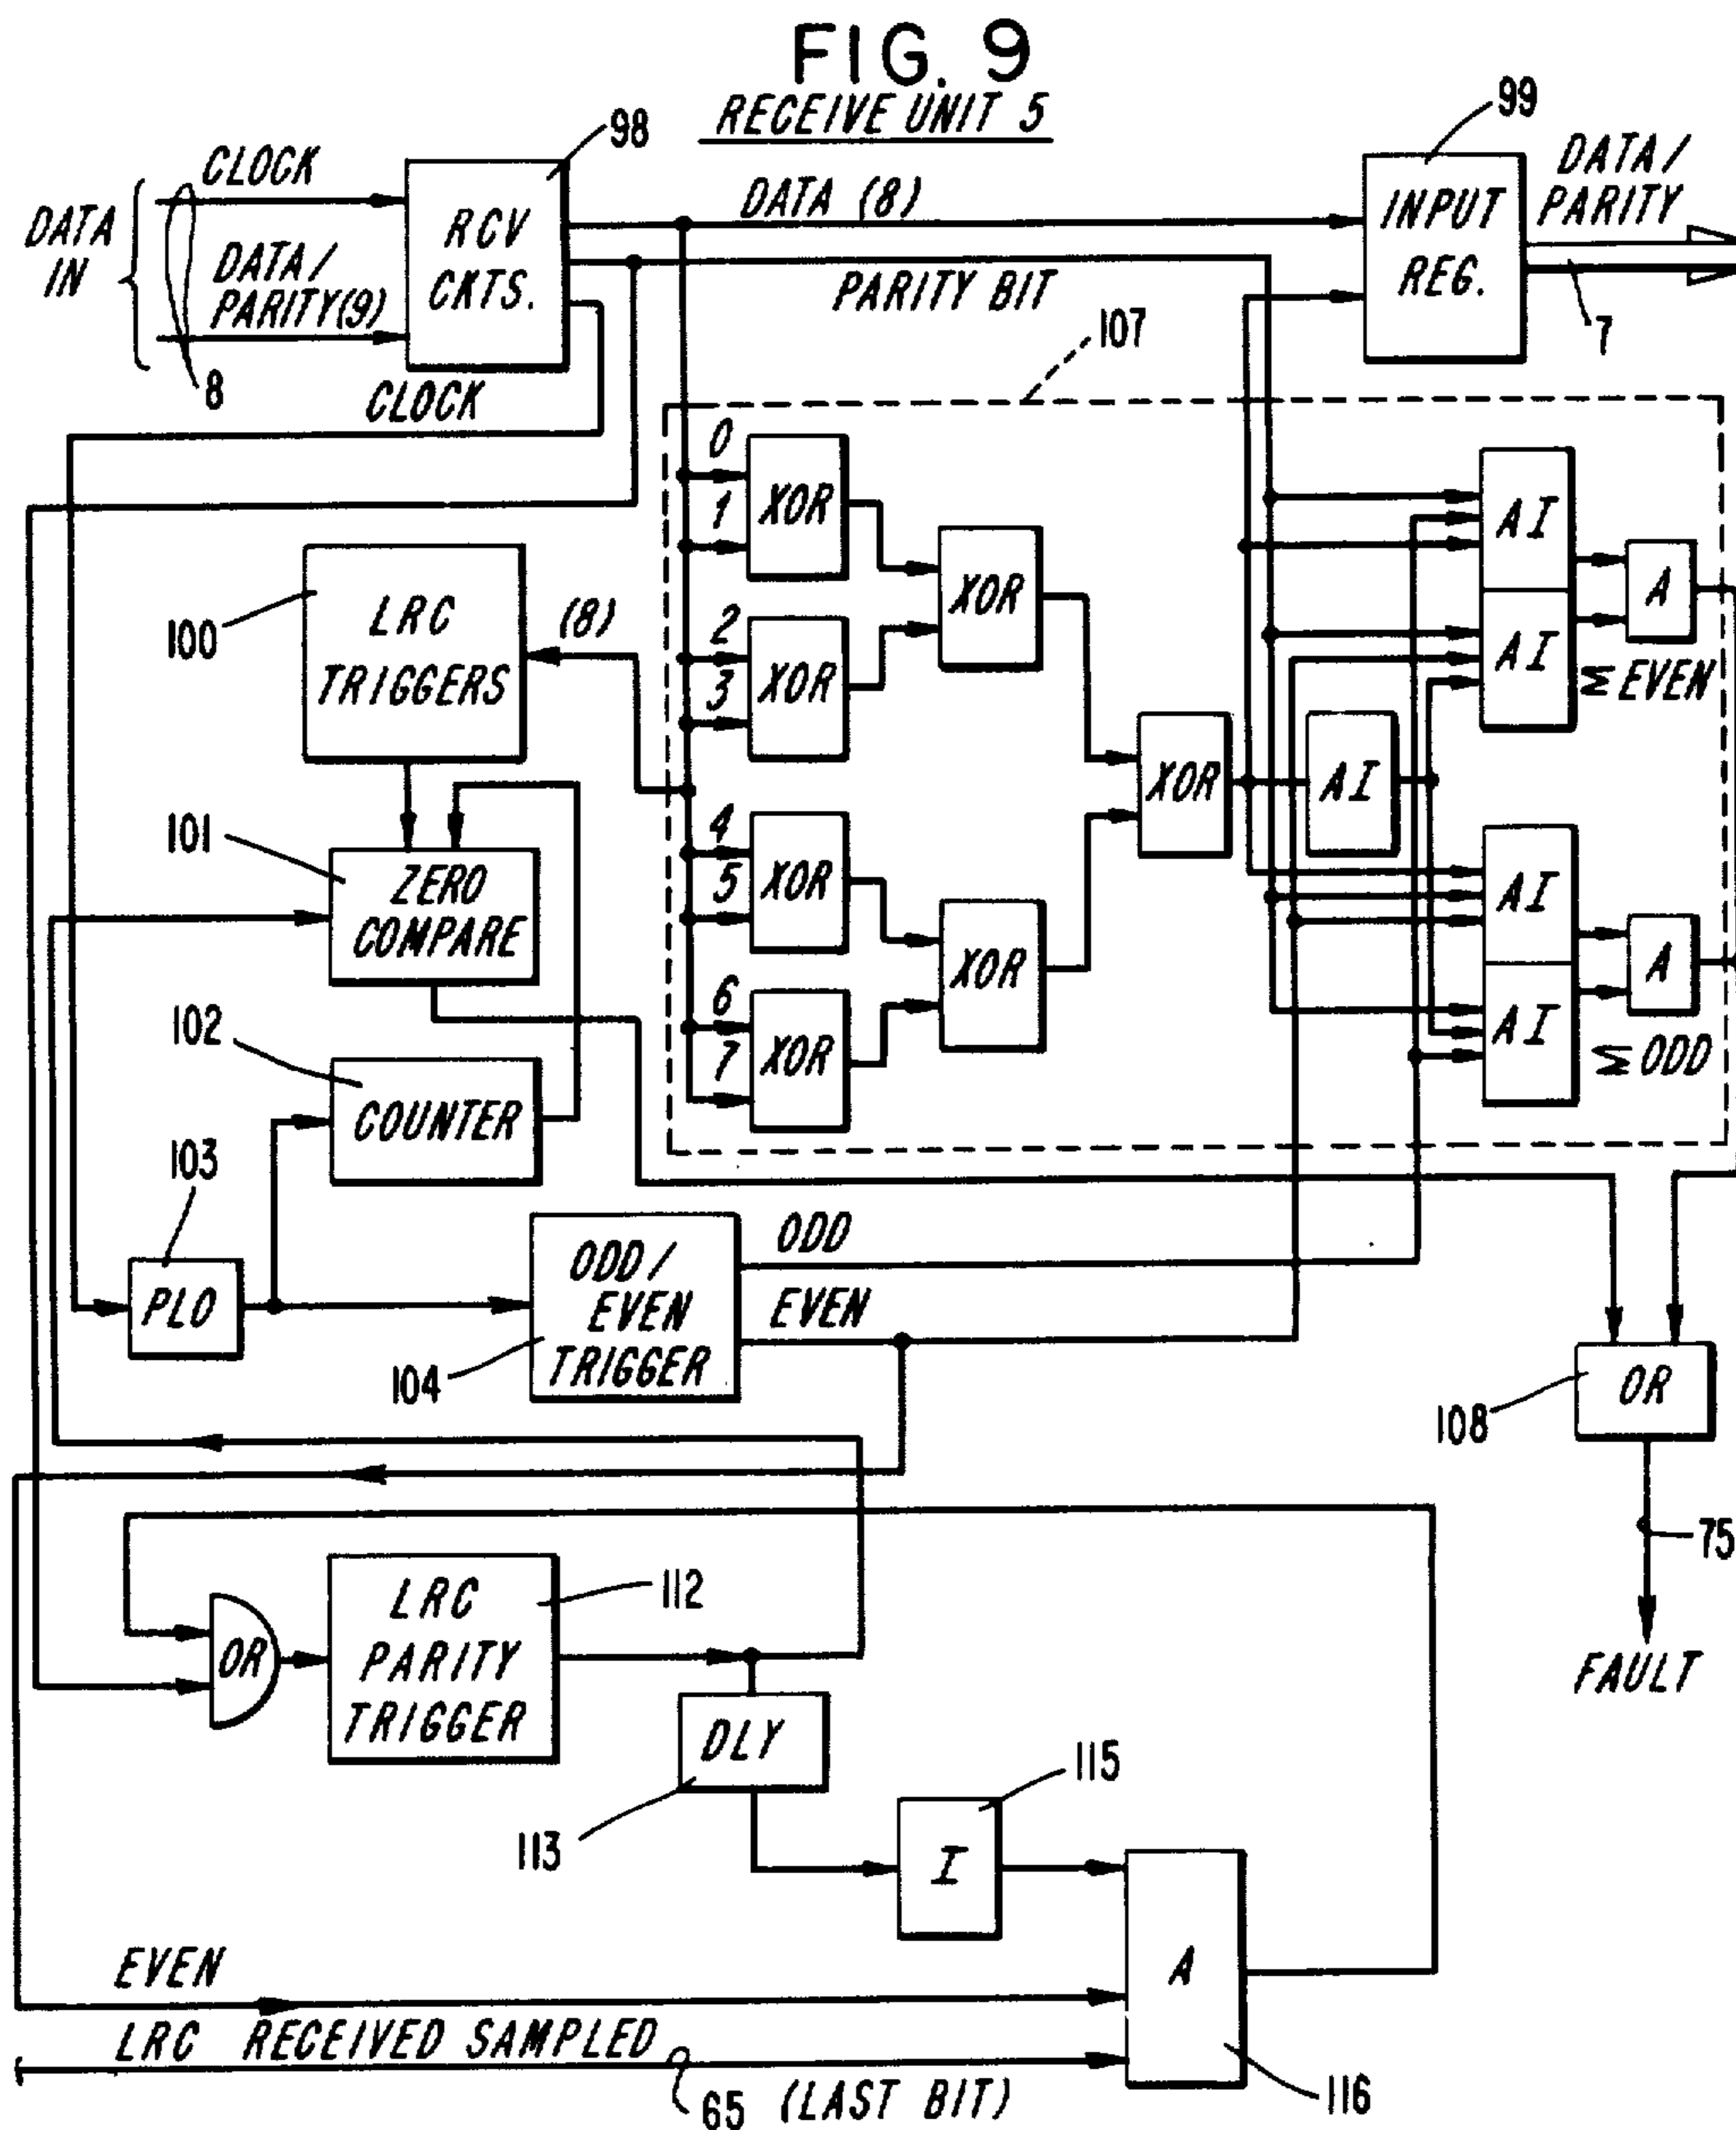 FIG. 9
RECEIVE UNIT 5
DATA IN
CLOCK
DATA/
PARITY(9)
8
98
RCV
CKTS.
CLOCK
DATA (8)
PARITY BIT
99
INPUT
REG.
DATA/
PARITY
7
107
0
1
XOR
2
3
XOR
XOR
4
5
XOR
6
7
XOR
XOR
XOR
AI
AI
AI
A
Σ EVEN
AI
AI
A
Σ ODD
100
LRC
TRIGGERS
(8)
101
ZERO
COMPARE
102
COUNTER
103
PLO
104
ODD/
EVEN
TRIGGER
ODD
EVEN
108
OR
75
FAULT
OR
LRC
PARITY
TRIGGER
112
DLY
113
115
I
A
116
EVEN
LRC RECEIVED SAMPLED
65 (LAST BIT)